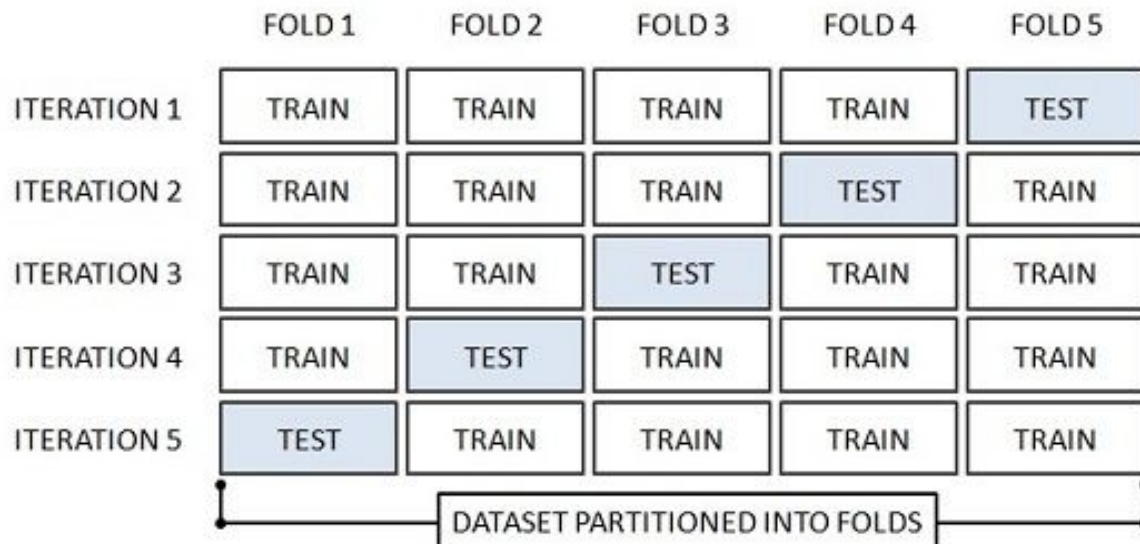 FOLD 1 FOLD 2 FOLD 3 FOLD 4 FOLD 5
ITERATION 1 TRAIN TRAIN TRAIN TRAIN TEST
ITERATION 2 TRAIN TRAIN TRAIN TEST TRAIN
ITERATION 3 TRAIN TRAIN TEST TRAIN TRAIN
ITERATION 4 TRAIN TEST TRAIN TRAIN TRAIN
ITERATION 5 TEST TRAIN TRAIN TRAIN TRAIN
DATASET PARTITIONED INTO FOLDS